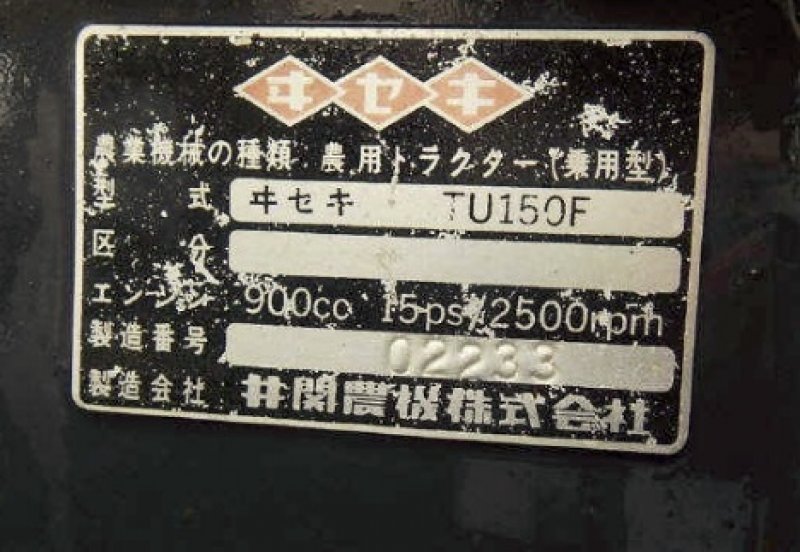 ヰセキ
農業機械の種類 農用トラクター(乗用型)
型式 ヰセキ TU150F
区分
エンジン 900cc 15ps/2500rpm
製造番号 02233
製造会社 井関農機株式会社